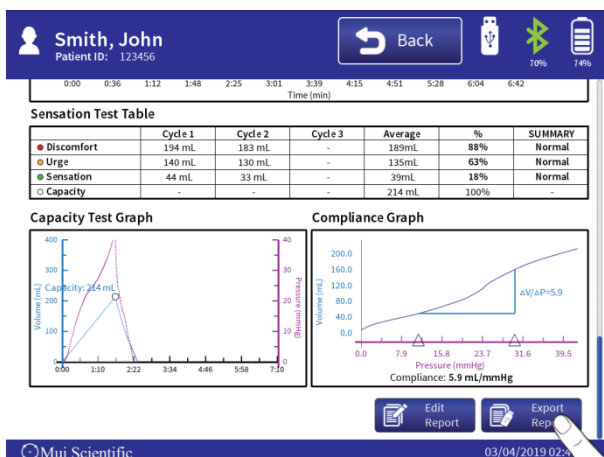 Smith, John
Patient ID: 123456
Back
70%
74%
0:00 0:36 1:12 1:48 2:25 3:01 3:39 4:15 4:51 5:28 6:04 6:42
Time (min)
Sensation Test Table
Cycle 1 Cycle 2 Cycle 3 Average % SUMMARY
Discomfort 194 mL 183 mL - 189mL 88% Normal
Urge 140 mL 130 mL - 135mL 63% Normal
Sensation 44 mL 33 mL - 39mL 18% Normal
Capacity - - - 214 mL 100% -
Capacity Test Graph
400
300
200
100
0
Volume (mL)
Capacity: 214 mL
40
30
20
10
0
Pressure (mmHg)
0:00 1:10 2:22 3:34 4:46 5:58 7:10
Compliance Graph
200.0
160.0
120.0
80.0
40.0
0.0
Volume (mL)
ΔV/ΔP=5.9
0.0 7.9 15.8 23.7 31.6 39.5
Pressure (mmHg)
Compliance: 5.9 mL/mmHg
Edit
Report
Export
Mui Scientific
03/04/2019